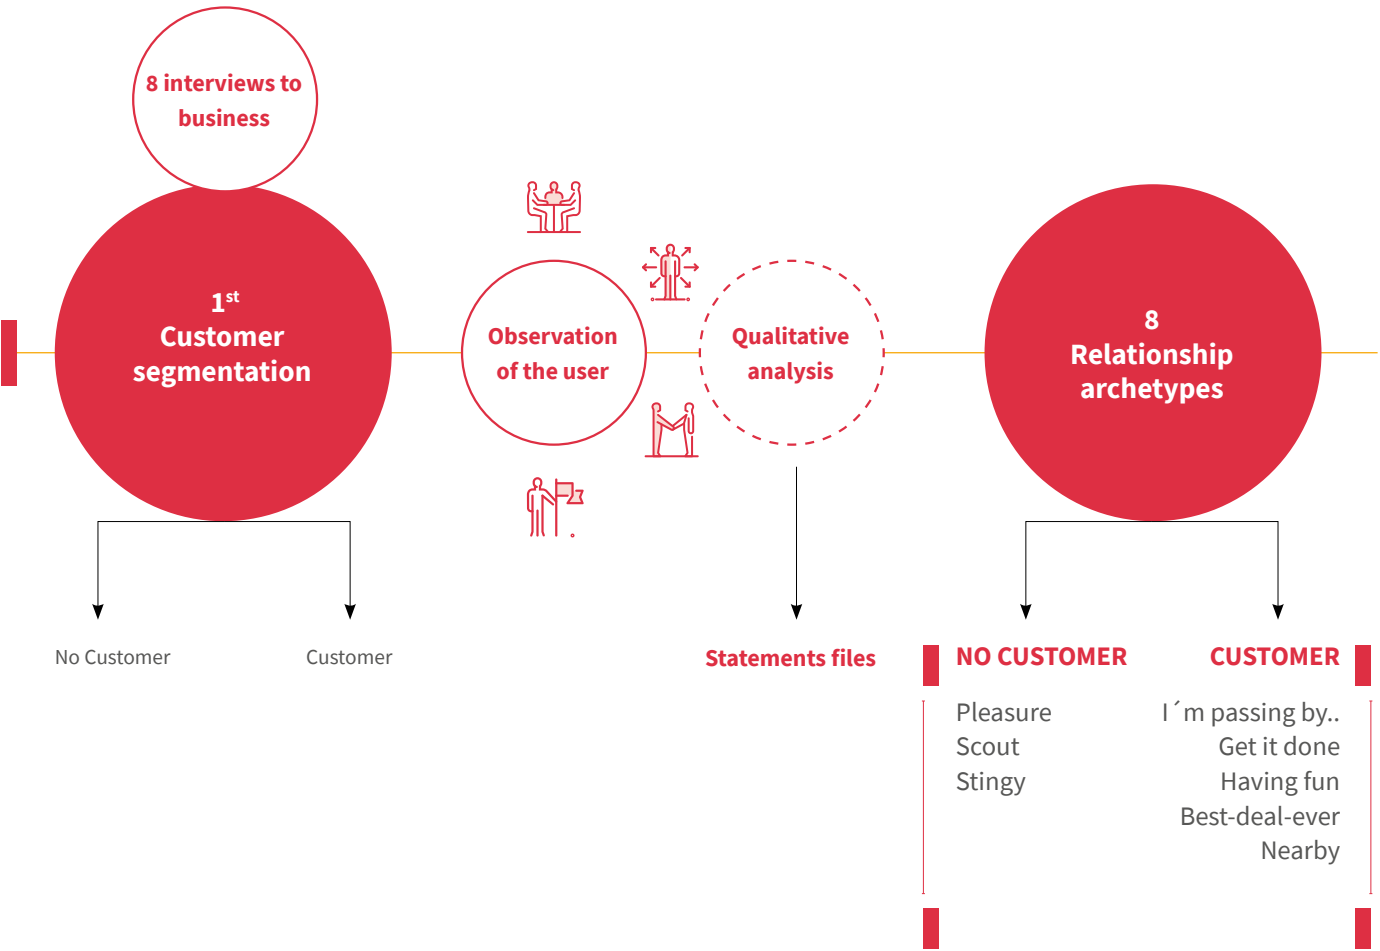 8 interviews to
business
1st
Customer
segmentation
Observation
of the user
Qualitative
analysis
8
Relationship
archetypes
No Customer
Customer
Statements files
NO CUSTOMER
Pleasure
Scout
Stingy
CUSTOMER
I´m passing by..
Get it done
Having fun
Best-deal-ever
Nearby